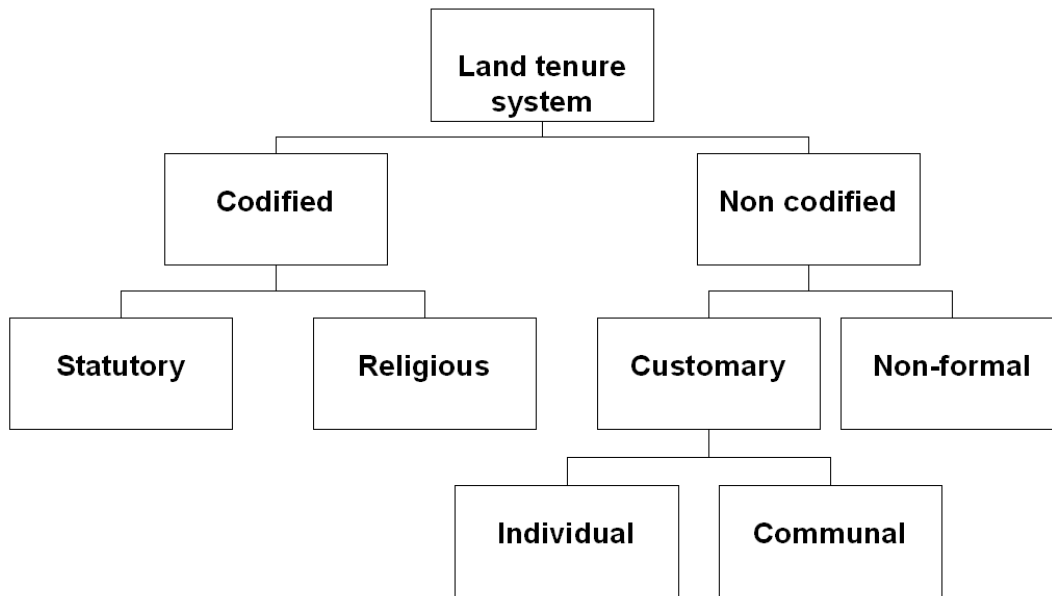 Land tenure
system
Codified
Non codified
Statutory
Religious
Customary
Non-formal
Individual
Communal